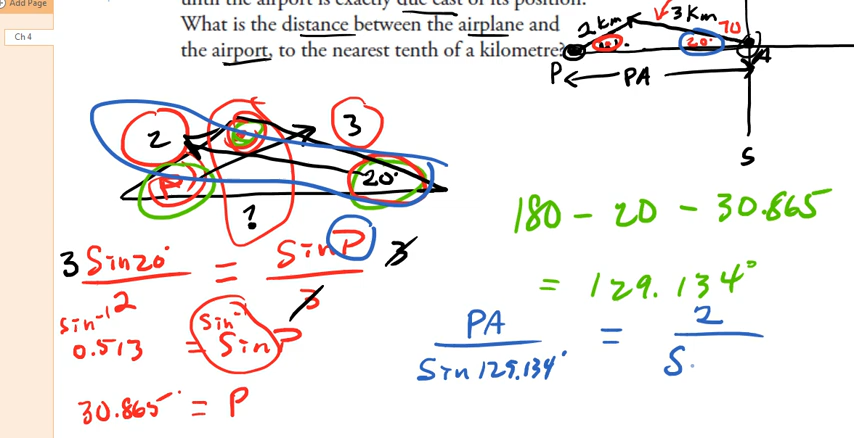 Add Page
Ch 4
until the airport is exactly due east of its position.
What is the distance between the airplane and
the airport, to the nearest tenth of a kilometre?
2 km
3 Km
70
20°
P
PA
A
S
2
3
20°
?
3 Sin20° / 2 = SinP / 3 3
sin⁻¹ 0.513 = sin⁻¹ Sin P
30.865° = P
180 - 20 - 30.865
= 129.134°
PA / Sin 129.134° = 2 / S